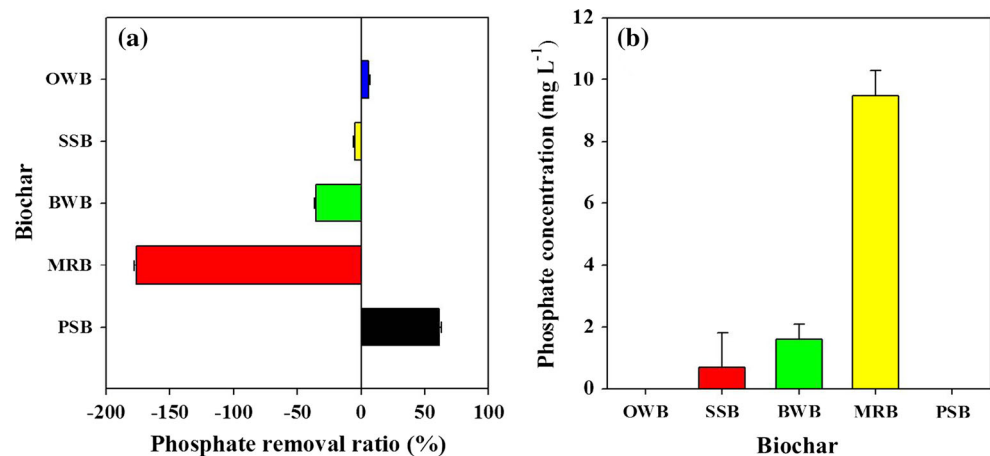 (a)
OWB
SSB
BWB
MRB
PSB
Biochar
-200 -150 -100 -50 0 50 100
Phosphate removal ratio (%)
(b)
12
10
8
6
4
2
0
Phosphate concentration (mg L⁻¹)
OWB SSB BWB MRB PSB
Biochar